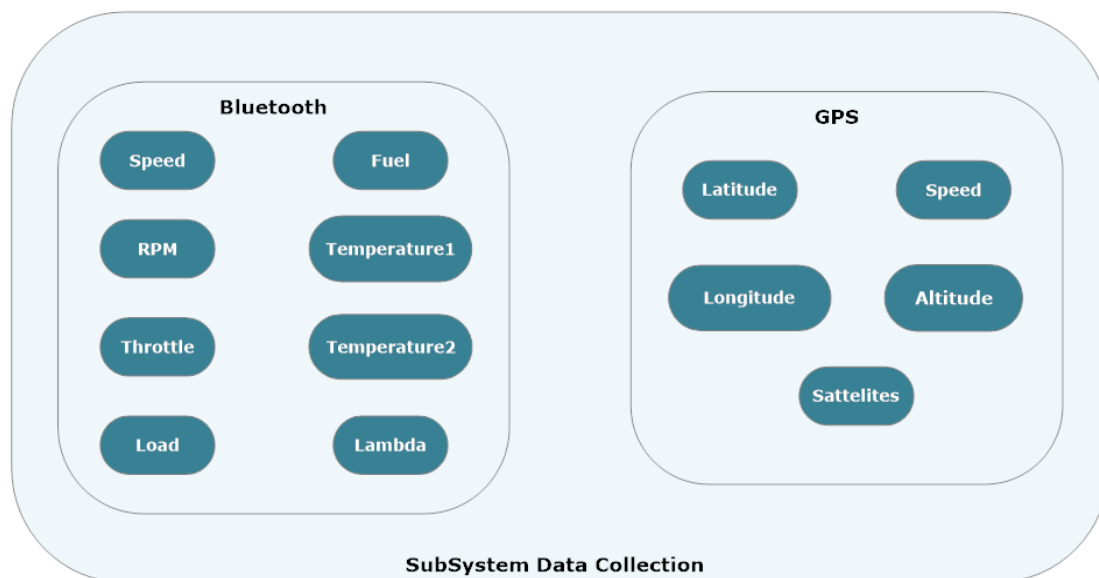 Bluetooth
Speed
Fuel
RPM
Temperature1
Throttle
Temperature2
Load
Lambda
GPS
Latitude
Speed
Longitude
Altitude
Sattelites
SubSystem Data Collection